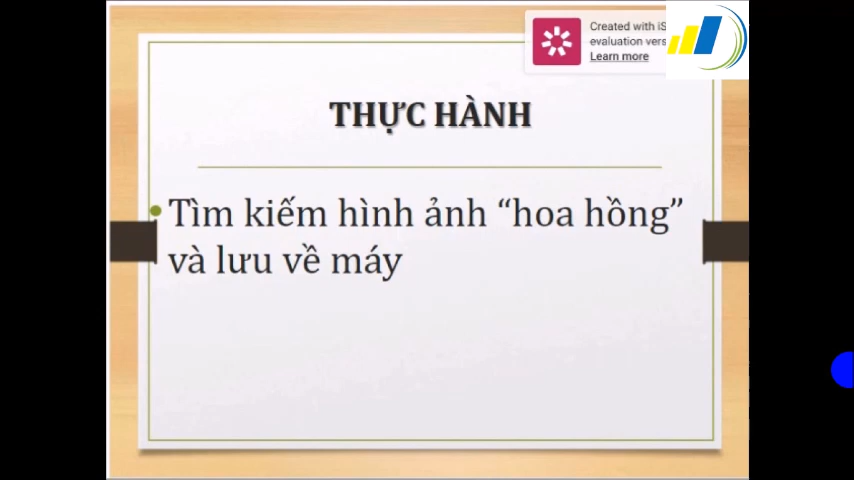 Created with iS
evaluation vers
Learn more
THỰC HÀNH
• Tìm kiếm hình ảnh “hoa hồng”
và lưu về máy